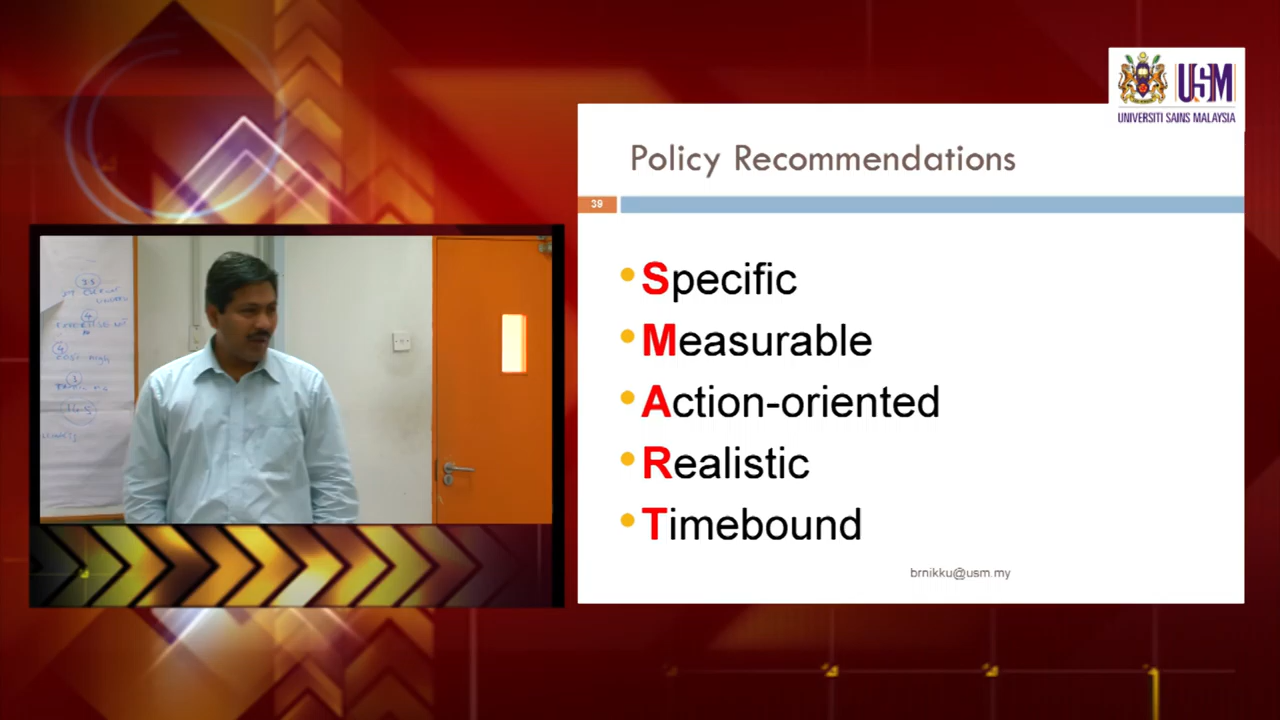 USM
UNIVERSITI SAINS MALAYSIA
Policy Recommendations
39
Specific
Measurable
Action-oriented
Realistic
Timebound
brnikku@usm.my